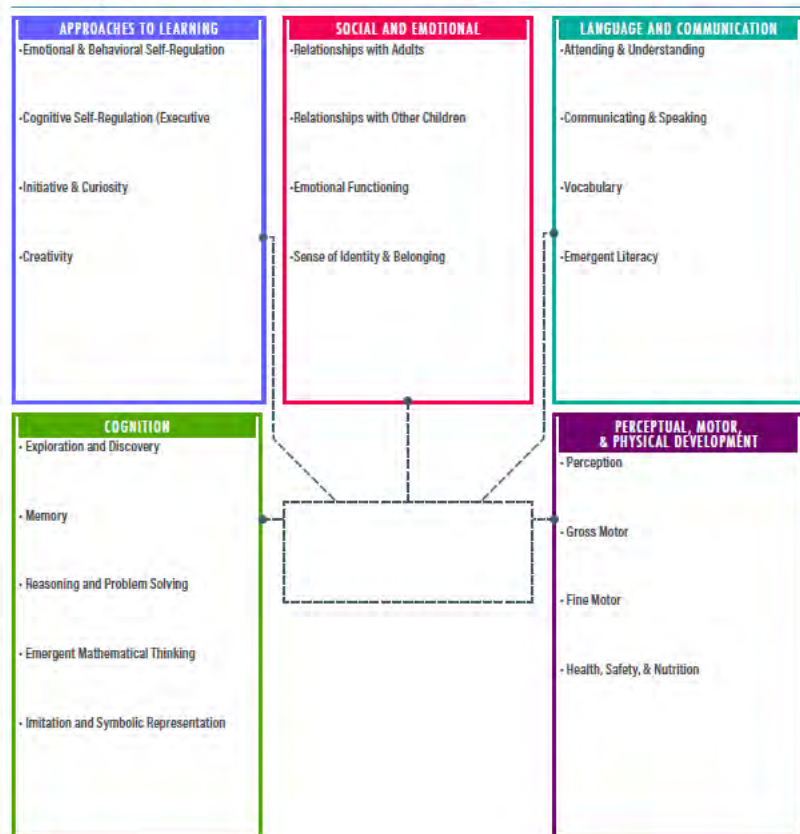 APPROACHES TO LEARNING
-Emotional & Behavioral Self-Regulation
-Cognitive Self-Regulation (Executive
-Initiative & Curiosity
-Creativity
SOCIAL AND EMOTIONAL
-Relationships with Adults
-Relationships with Other Children
-Emotional Functioning
-Sense of Identity & Belonging
LANGUAGE AND COMMUNICATION
-Attending & Understanding
-Communicating & Speaking
-Vocabulary
-Emergent Literacy
COGNITION
- Exploration and Discovery
- Memory
- Reasoning and Problem Solving
- Emergent Mathematical Thinking
- Imitation and Symbolic Representation
PERCEPTUAL, MOTOR,
& PHYSICAL DEVELOPMENT
- Perception
- Gross Motor
- Fine Motor
- Health, Safety, & Nutrition